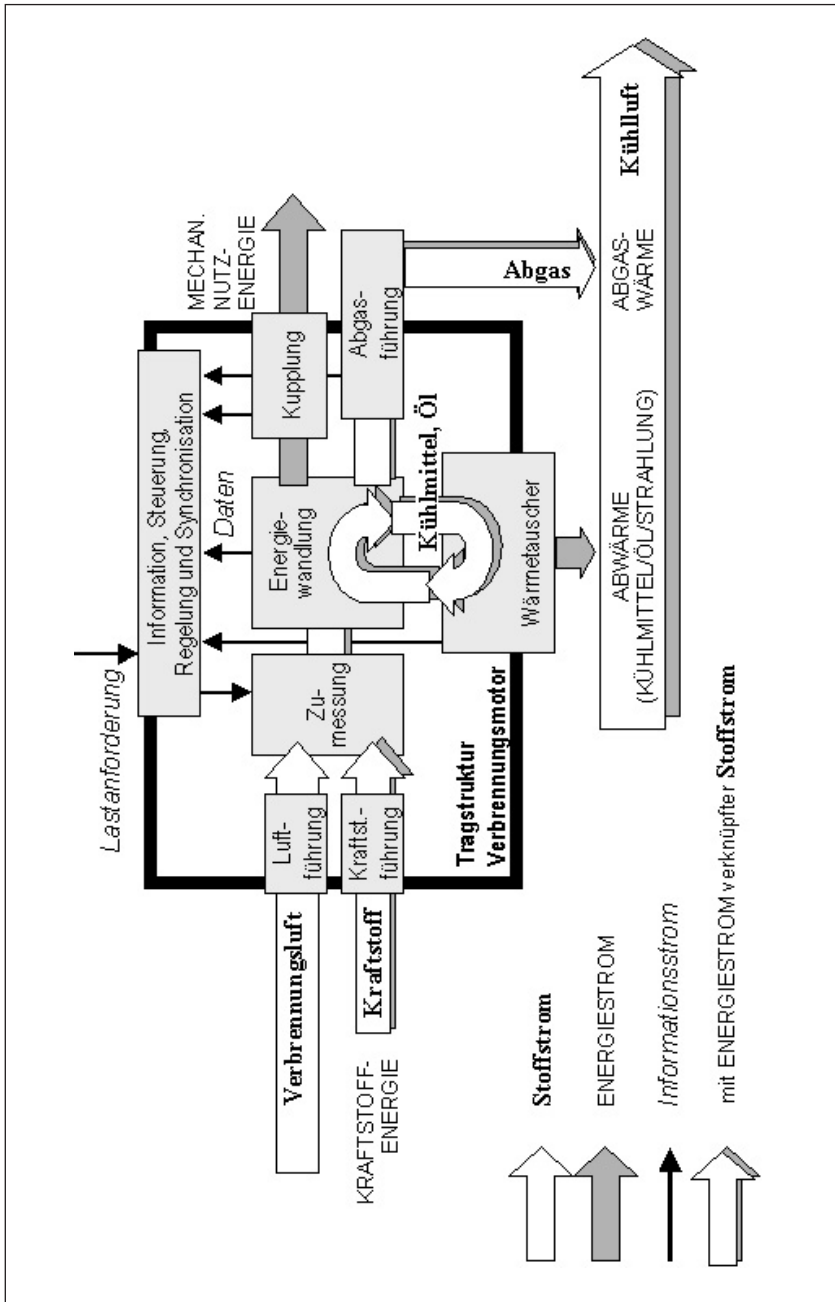 Lastanforderung
Information, Steuerung,
Regelung und Synchronisation
Daten
MECHAN.
NUTZ-
ENERGIE
Verbrennungsluft
Luft-
führung
Zu-
messung
Energie-
wandlung
Kupplung
KRAFTSTOFF-
ENERGIE
Kraftstoff
Kraftst.-
führung
Abgas-
führung
Kühlmittel, Öl
Abgas
Tragstruktur
Verbrennungsmotor
Wärmetauscher
ABWÄRME
(KÜHLMITTEL/ÖL/STRAHLUNG)
ABGAS-
WÄRME
Kühlluft
Stoffstrom
ENERGIESTROM
Informationsstrom
mit ENERGIESTROM verknüpfter Stoffstrom